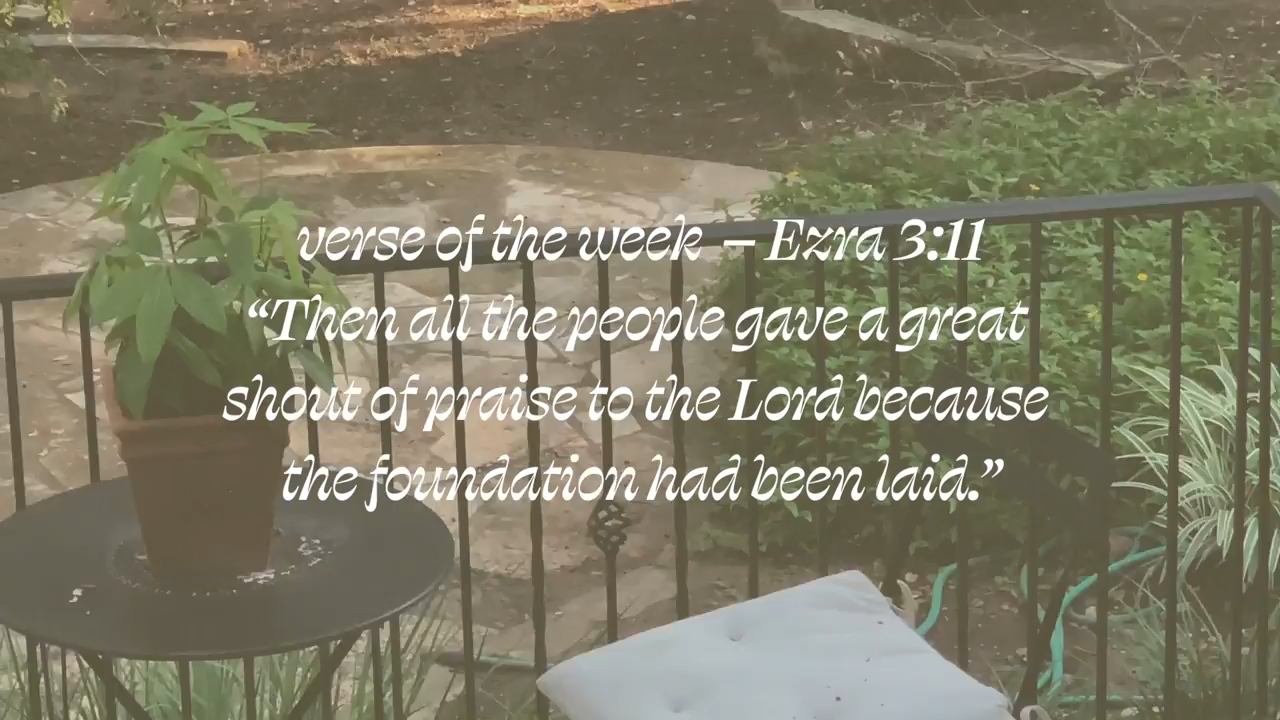 verse of the week – Ezra 3:11
“Then all the people gave a great
shout of praise to the Lord because
the foundation had been laid.”